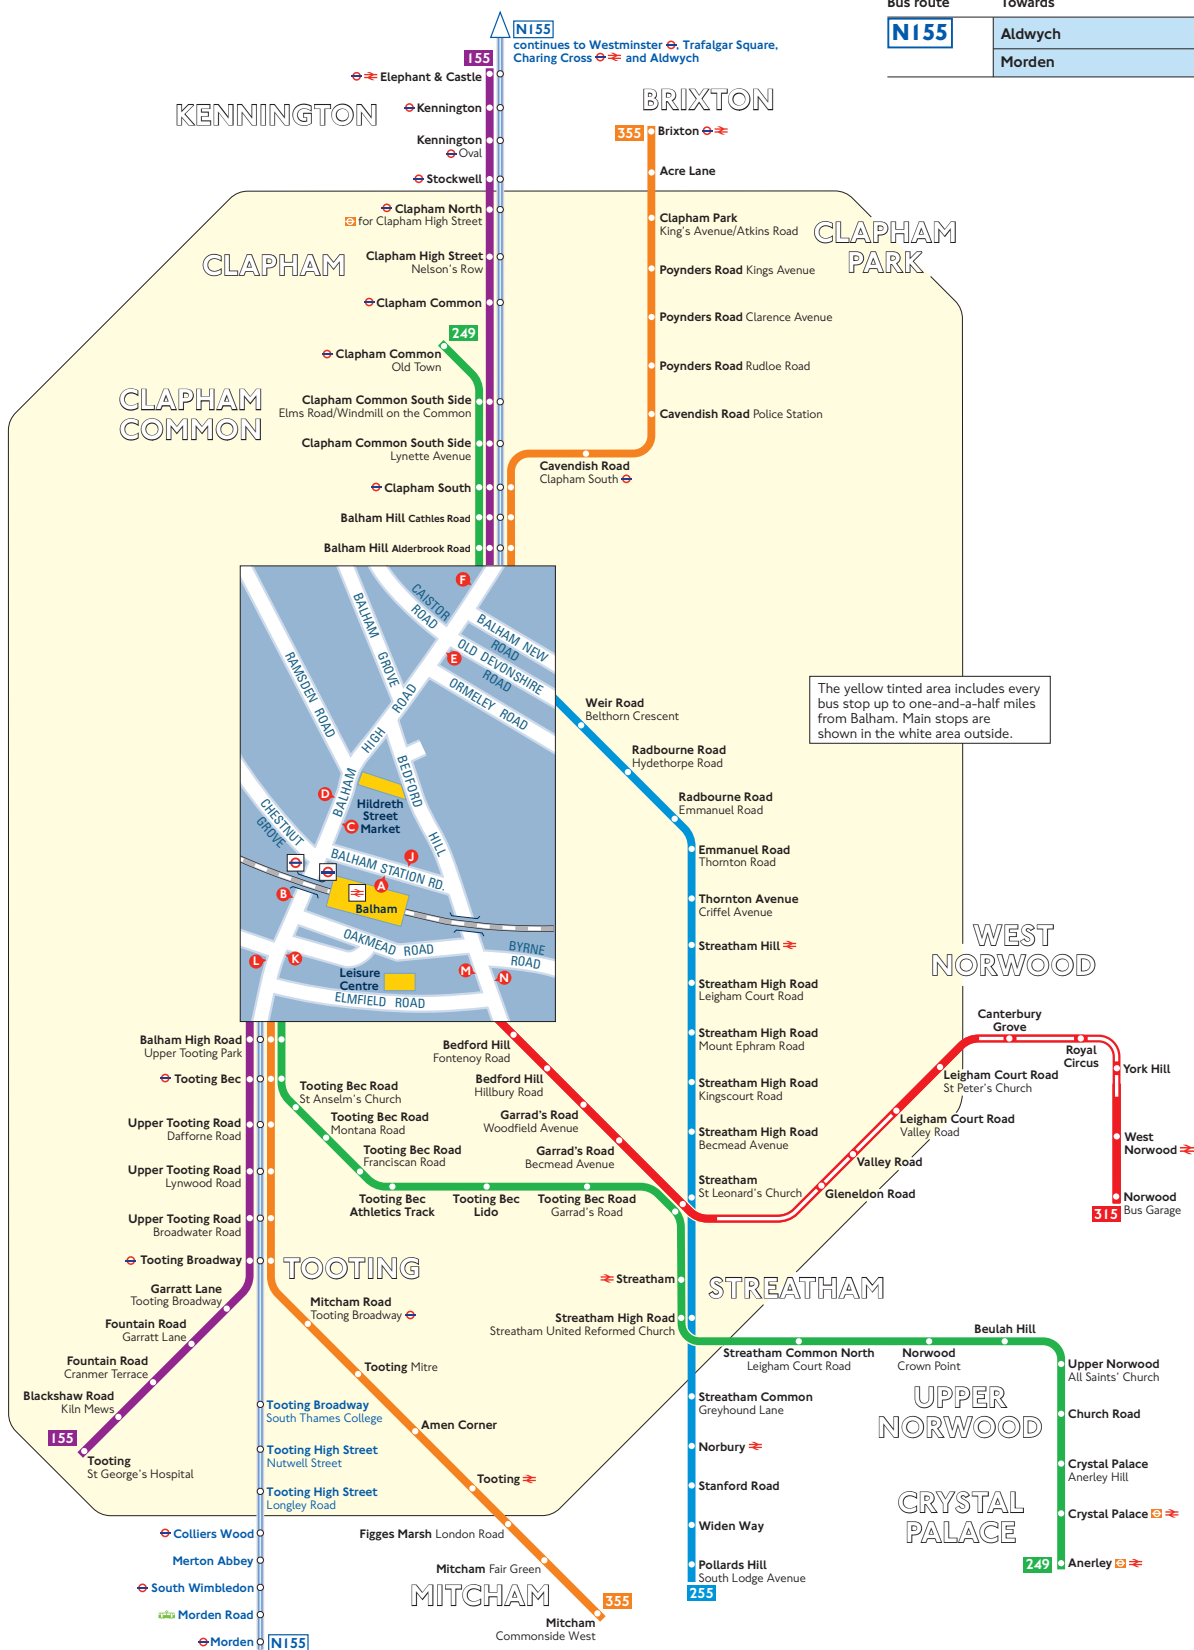 Bus route
Towards
N155
Aldwych
Morden
N155
continues to Westminster, Trafalgar Square,
Charing Cross and Aldwych
155
Elephant & Castle
KENNINGTON
Kennington
Kennington
Oval
Stockwell
BRIXTON
355
Brixton
Acre Lane
Clapham North
for Clapham High Street
Clapham Park
King's Avenue/Atkins Road
CLAPHAM
PARK
CLAPHAM
Clapham High Street
Nelson's Row
Poynders Road Kings Avenue
Clapham Common
Poynders Road Clarence Avenue
249
Clapham Common
Old Town
Poynders Road Rudloe Road
CLAPHAM
COMMON
Clapham Common South Side
Elms Road/Windmill on the Common
Cavendish Road Police Station
Clapham Common South Side
Lynette Avenue
Cavendish Road
Clapham South
Clapham South
Balham Hill Cathles Road
Balham Hill Alderbrook Road
F
CAISTOR
ROAD
BALHAM
GROVE
BALHAM NEW
ROAD
E
OLD DEVONSHIRE
ROAD
RAMSDEN ROAD
ORMELEY ROAD
BALHAM HIGH ROAD
BEDFORD HILL
D
Hildreth
Street
Market
C
CHESTNUT
GROVE
BALHAM STATION RD.
J
A
B
Balham
OAKMEAD ROAD
BYRNE
ROAD
L
K
M
N
Leisure
Centre
ELMFIELD ROAD
The yellow tinted area includes every
bus stop up to one-and-a-half miles
from Balham. Main stops are
shown in the white area outside.
Weir Road
Belthorn Crescent
Radbourne Road
Hydethorpe Road
Radbourne Road
Emmanuel Road
Emmanuel Road
Thornton Road
Thornton Avenue
Criffel Avenue
Streatham Hill
Streatham High Road
Leigham Court Road
Streatham High Road
Mount Ephram Road
Streatham High Road
Kingscourt Road
Streatham High Road
Becmead Avenue
Streatham
St Leonard's Church
WEST
NORWOOD
Canterbury
Grove
Royal
Circus
York Hill
Leigham Court Road
St Peter's Church
Leigham Court Road
Valley Road
West
Norwood
Valley Road
Gleneldon Road
Norwood
Bus Garage
315
Balham High Road
Upper Tooting Park
Tooting Bec
Upper Tooting Road
Dafforne Road
Upper Tooting Road
Lynwood Road
Upper Tooting Road
Broadwater Road
Tooting Broadway
Bedford Hill
Fontenoy Road
Bedford Hill
Hillbury Road
Garrad's Road
Woodfield Avenue
Garrad's Road
Becmead Avenue
Tooting Bec Road
St Anselm's Church
Tooting Bec Road
Montana Road
Tooting Bec Road
Franciscan Road
Tooting Bec
Athletics Track
Tooting Bec
Lido
Tooting Bec Road
Garrad's Road
TOOTING
Streatham
STREATHAM
Garratt Lane
Tooting Broadway
Mitcham Road
Tooting Broadway
Streatham High Road
Streatham United Reformed Church
Fountain Road
Garratt Lane
Fountain Road
Cranmer Terrace
Blackshaw Road
Kiln Mews
155
Tooting
St George's Hospital
Tooting Mitre
Amen Corner
Tooting
Figges Marsh London Road
Mitcham Fair Green
MITCHAM
355
Mitcham
Commonside West
Tooting Broadway
South Thames College
Tooting High Street
Nutwell Street
Tooting High Street
Longley Road
Colliers Wood
Merton Abbey
South Wimbledon
Morden Road
Morden
N155
Streatham Common North
Leigham Court Road
Norwood
Crown Point
Beulah Hill
Upper Norwood
All Saints' Church
UPPER
NORWOOD
Church Road
Crystal Palace
Anerley Hill
CRYSTAL
PALACE
Crystal Palace
249
Anerley
Streatham Common
Greyhound Lane
Norbury
Stanford Road
Widen Way
Pollards Hill
South Lodge Avenue
255